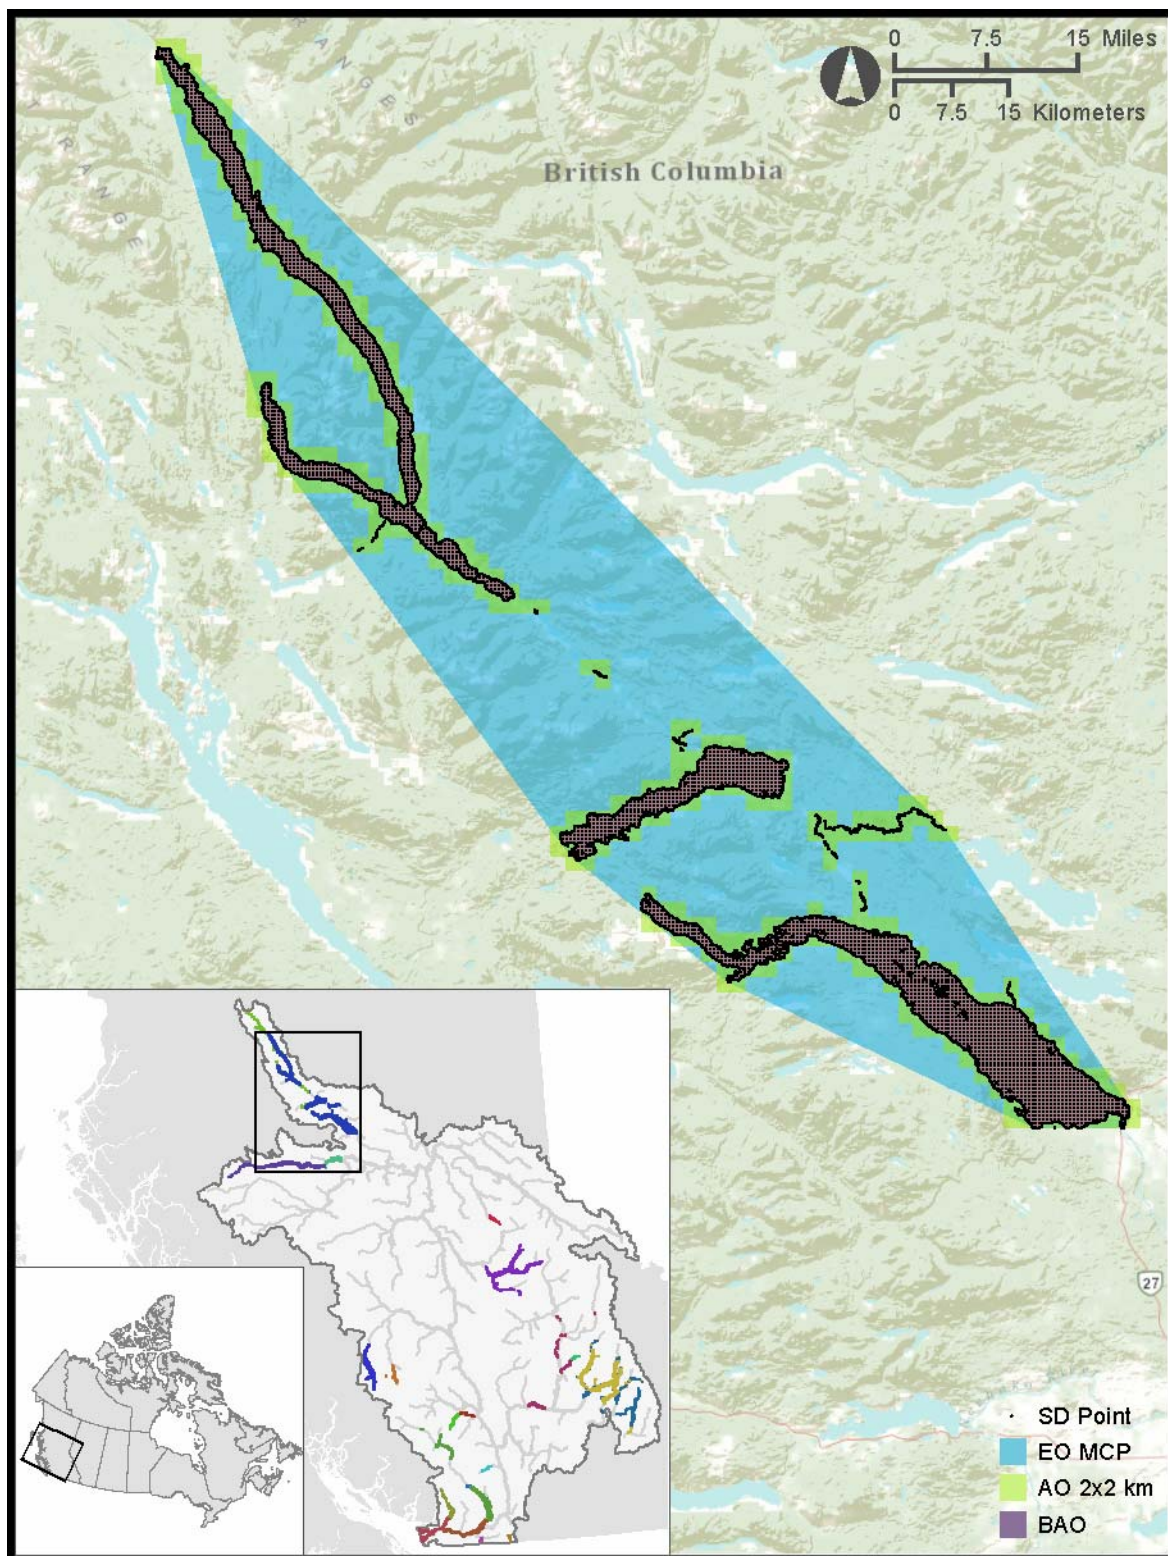 RANGES
0 7.5 15 Miles
0 7.5 15 Kilometers
RANGE
British Columbia
27
SD Point
EO MCP
AO 2x2 km
BAO